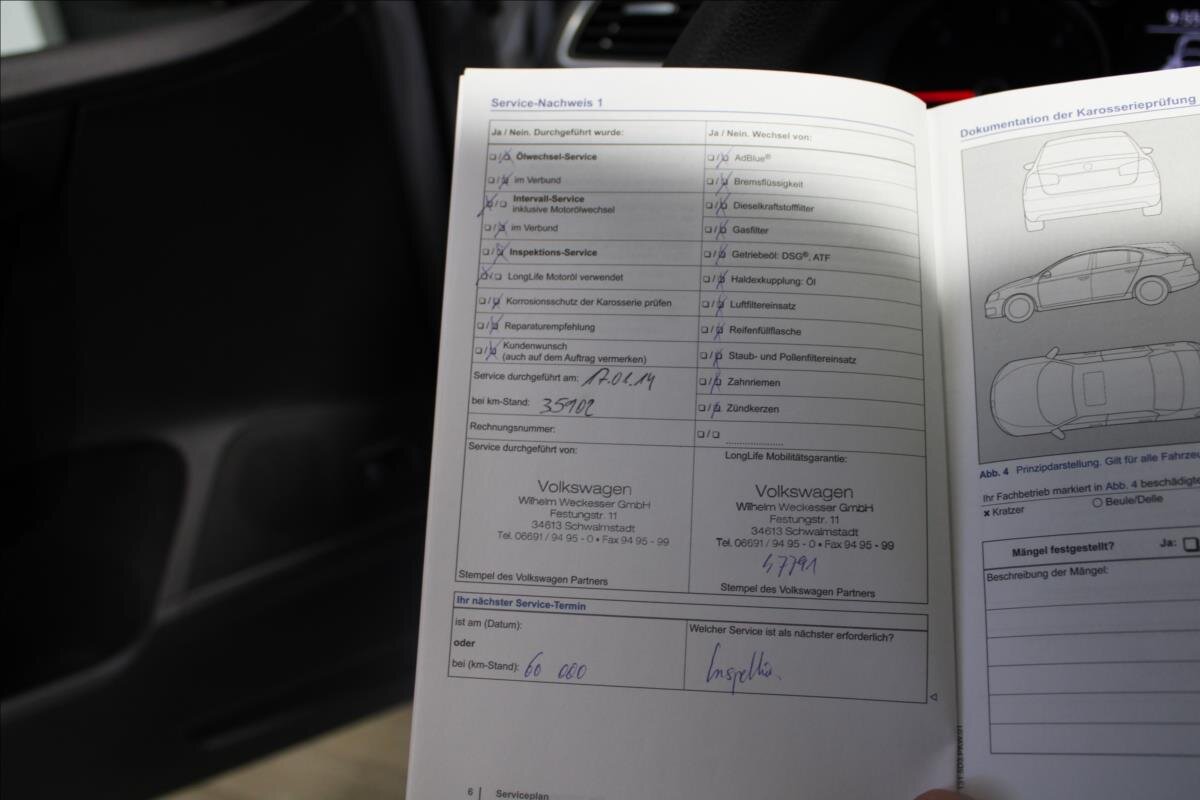 Service-Nachweis 1
Ja / Nein. Durchgeführt wurde:
Ölwechsel-Service
im Verbund
Intervall-Service
inklusive Motorölwechsel
im Verbund
Inspektions-Service
LongLife Motoröl verwendet
Korrosionsschutz der Karosserie prüfen
Reparaturempfehlung
Kundenwunsch
(auch auf dem Auftrag vermerken)
Service durchgeführt am: 17.01.14
bei km-Stand: 35902
Rechnungsnummer:
Service durchgeführt von:
Volkswagen
Wilhelm Weckesser GmbH
Festungstr. 11
34613 Schwalmstadt
Tel. 06691 / 94 95 - 0 • Fax 94 95 - 99
Stempel des Volkswagen Partners
Ja / Nein. Wechsel von:
AdBlue®
Bremsflüssigkeit
Dieselkraftstofffilter
Gasfilter
Getriebeöl: DSG®, ATF
Haldexkupplung: Öl
Luftfiltereinsatz
Reifenfüllflasche
Staub- und Pollenfiltereinsatz
Zahnriemen
Zündkerzen
LongLife Mobilitätsgarantie:
Volkswagen
Wilhelm Weckesser GmbH
Festungstr. 11
34613 Schwalmstadt
Tel. 06691 / 94 95 - 0 • Fax 94 95 - 99
47791
Stempel des Volkswagen Partners
Ihr nächster Service-Termin
ist am (Datum):
oder
bei (km-Stand): 60 000
Welcher Service ist als nächster erforderlich?
Inspektion
6 | Serviceplan
Dokumentation der Karosserieprüfung
Abb. 4 Prinzipdarstellung. Gilt für alle
Ihr Fachbetrieb markiert in Abb. 4
× Kratzer
Beule/Delle
Mängel festgestellt? Ja:
Beschreibung der Mängel: